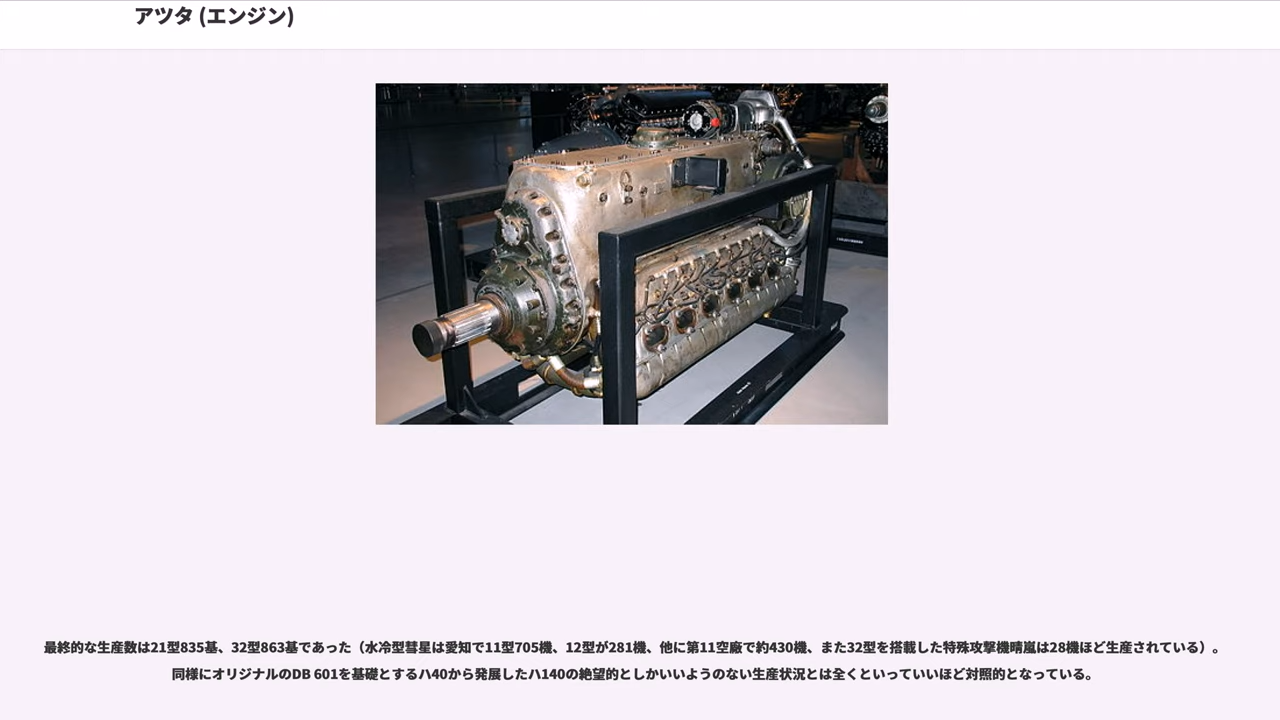 アツタ (エンジン)
最終的な生産数は21型835基、32型863基であった（水冷型彗星は愛知で11型705機、12型が281機、他に第11空廠で約430機、また32型を搭載した特殊攻撃機晴嵐は28機ほど生産されている）。
同様にオリジナルのDB 601を基礎とするハ40から発展したハ140の絶望的としかいいようのない生産状況とは全くといっていいほど対照的となっている。